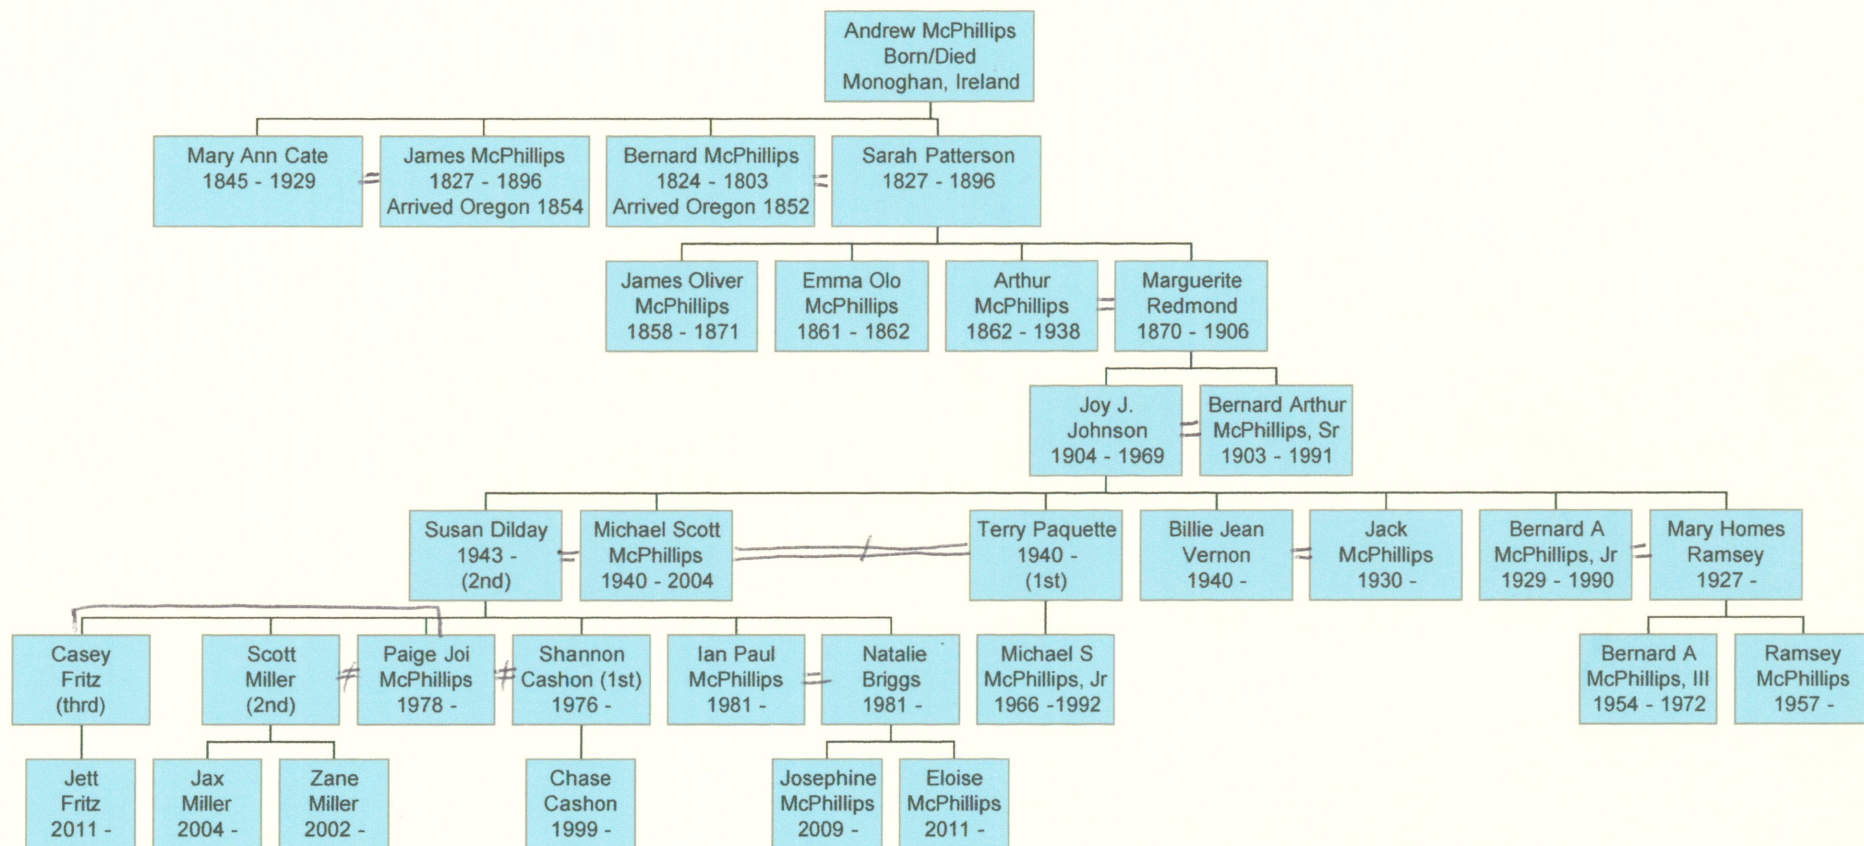 Andrew McPhillips
Born/Died
Monoghan, Ireland
Mary Ann Cate
1845 - 1929
James McPhillips
1827 - 1896
Arrived Oregon 1854
Bernard McPhillips
1824 - 1803
Arrived Oregon 1852
Sarah Patterson
1827 - 1896
James Oliver
McPhillips
1858 - 1871
Emma Olo
McPhillips
1861 - 1862
Arthur
McPhillips
1862 - 1938
Marguerite
Redmond
1870 - 1906
Joy J.
Johnson
1904 - 1969
Bernard Arthur
McPhillips, Sr
1903 - 1991
Susan Dilday
1943 -
(2nd)
Michael Scott
McPhillips
1940 - 2004
Terry Paquette
1940 -
(1st)
Billie Jean
Vernon
1940 -
Jack
McPhillips
1930 -
Bernard A
McPhillips, Jr
1929 - 1990
Mary Homes
Ramsey
1927 -
Casey
Fritz
(thrd)
Scott
Miller
(2nd)
Paige Joi
McPhillips
1978 -
Shannon
Cashon (1st)
1976 -
Ian Paul
McPhillips
1981 -
Natalie
Briggs
1981 -
Michael S
McPhillips, Jr
1966 -1992
Bernard A
McPhillips, III
1954 - 1972
Ramsey
McPhillips
1957 -
Jett
Fritz
2011 -
Jax
Miller
2004 -
Zane
Miller
2002 -
Chase
Cashon
1999 -
Josephine
McPhillips
2009 -
Eloise
McPhillips
2011 -